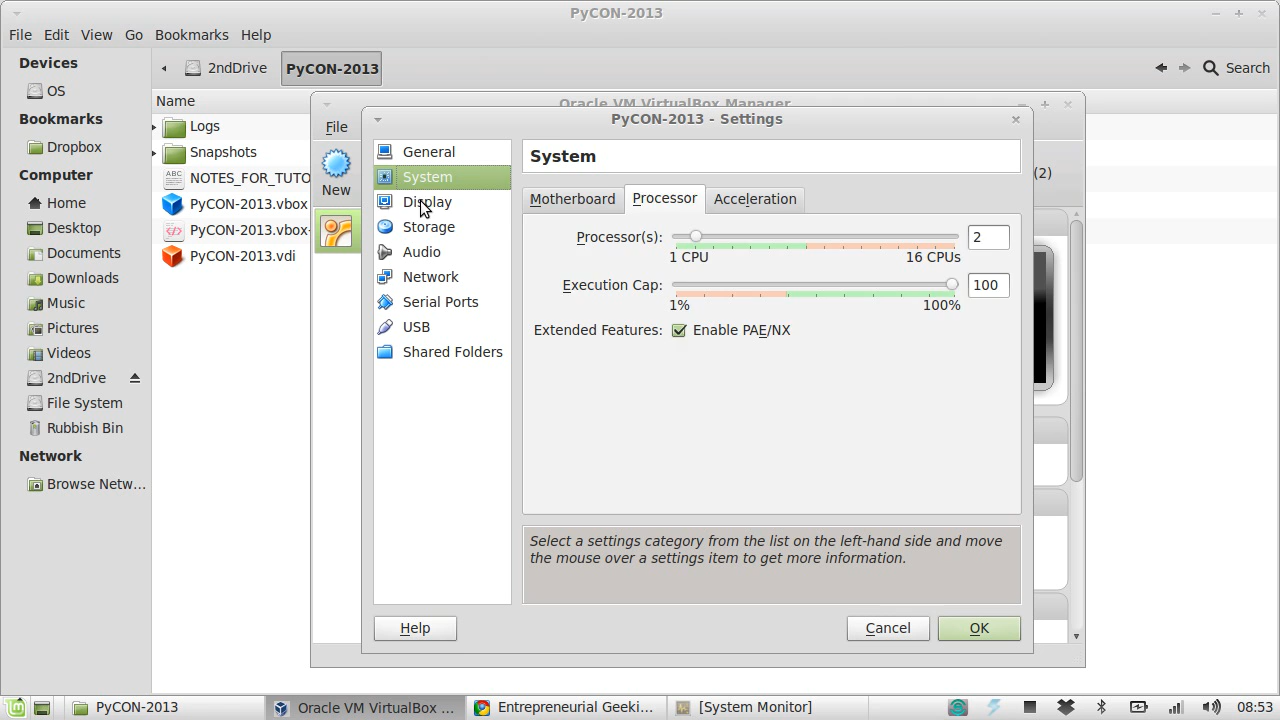 PyCON-2013
File Edit View Go Bookmarks Help
Devices
OS
Bookmarks
Dropbox
Computer
Home
Desktop
Documents
Downloads
Music
Pictures
Videos
2ndDrive
File System
Rubbish Bin
Network
Browse Netw...
2ndDrive PyCON-2013 Search
Name
Logs
Snapshots
NOTES_FOR_TUTO
PyCON-2013.vbox
PyCON-2013.vbox-
PyCON-2013.vdi
Oracle VM VirtualBox Manager
File
New
(2)
PyCON-2013 - Settings
General
System
Display
Storage
Audio
Network
Serial Ports
USB
Shared Folders
System
Motherboard Processor Acceleration
Processor(s): 2
1 CPU 16 CPUs
Execution Cap: 100
1% 100%
Extended Features: Enable PAE/NX
Select a settings category from the list on the left-hand side and move
the mouse over a settings item to get more information.
Help Cancel OK
PyCON-2013 Oracle VM VirtualBox ... Entrepreneurial Geeki... [System Monitor] 08:53